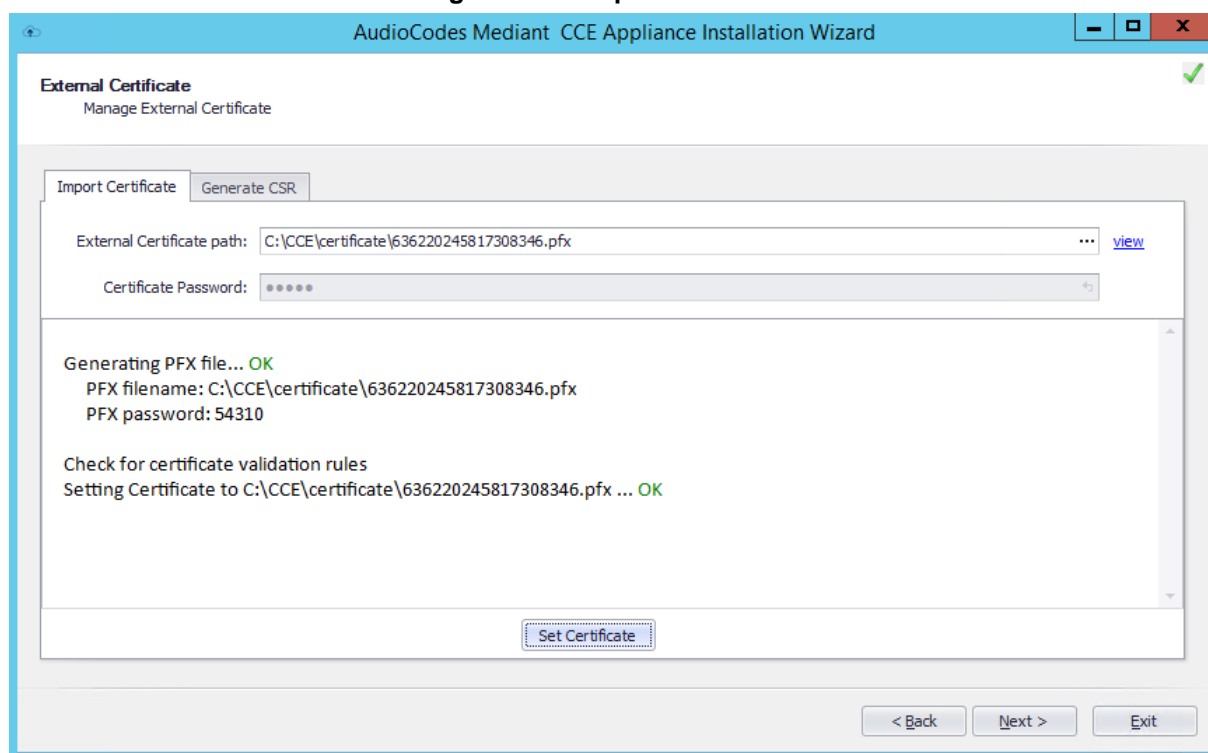 AudioCodes Mediant CCE Appliance Installation Wizard
External Certificate
Manage External Certificate
Import Certificate Generate CSR
External Certificate path: C:\CCE\certificate\636220245817308346.pfx ... view
Certificate Password: ●●●●●
Generating PFX file... OK
PFX filename: C:\CCE\certificate\636220245817308346.pfx
PFX password: 54310
Check for certificate validation rules
Setting Certificate to C:\CCE\certificate\636220245817308346.pfx ... OK
Set Certificate
< Back Next > Exit